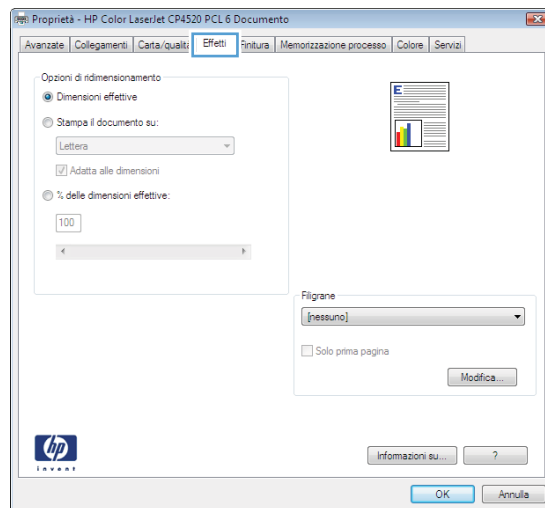 Proprietà - HP Color LaserJet CP4520 PCL 6 Documento
Avanzate Collegamenti Carta/qualità Effetti Finitura Memorizzazione processo Colore Servizi
Opzioni di ridimensionamento
Dimensioni effettive
Stampa il documento su:
Lettera
Adatta alle dimensioni
% delle dimensioni effettive:
100
E
Filigrane
[nessuno]
Solo prima pagina
Modifica...
hp
invent
Informazioni su... ?
OK Annulla